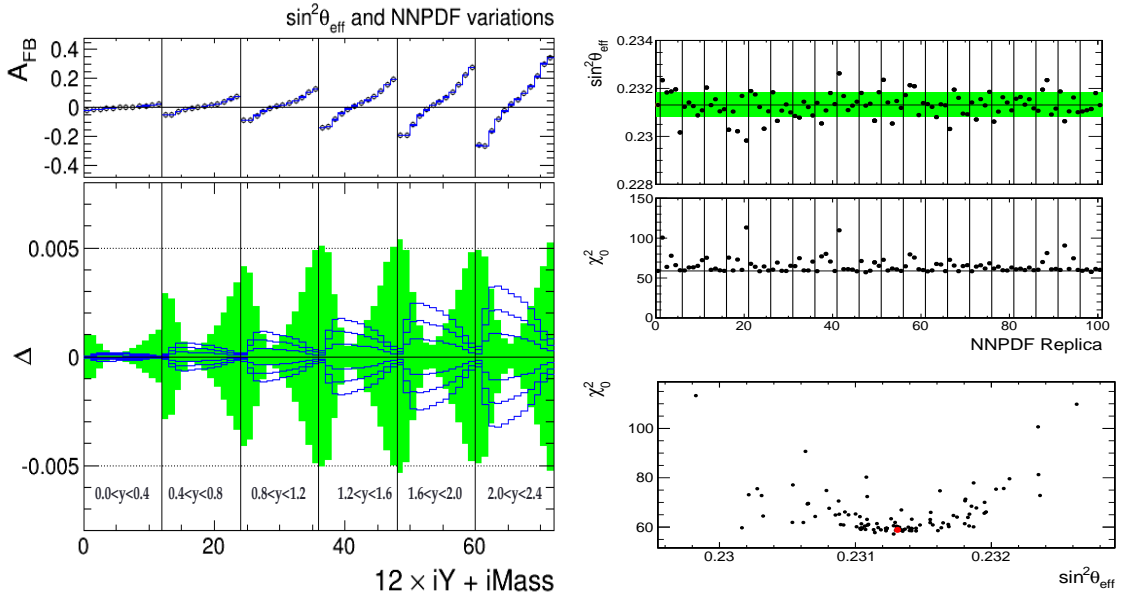 sin²θeff and NNPDF variations
A_FB
0.4
0.2
0
-0.2
-0.4
Δ
0.005
0
-0.005
0.0<y<0.4 0.4<y<0.8 0.8<y<1.2 1.2<y<1.6 1.6<y<2.0 2.0<y<2.4
0 20 40 60
12 × iY + iMass
sin²θeff
0.234
0.232
0.23
0.228
χ²₀
150
100
50
0
0 20 40 60 80 100
NNPDF Replica
χ²₀
100
80
60
0.23 0.231 0.232
sin²θeff